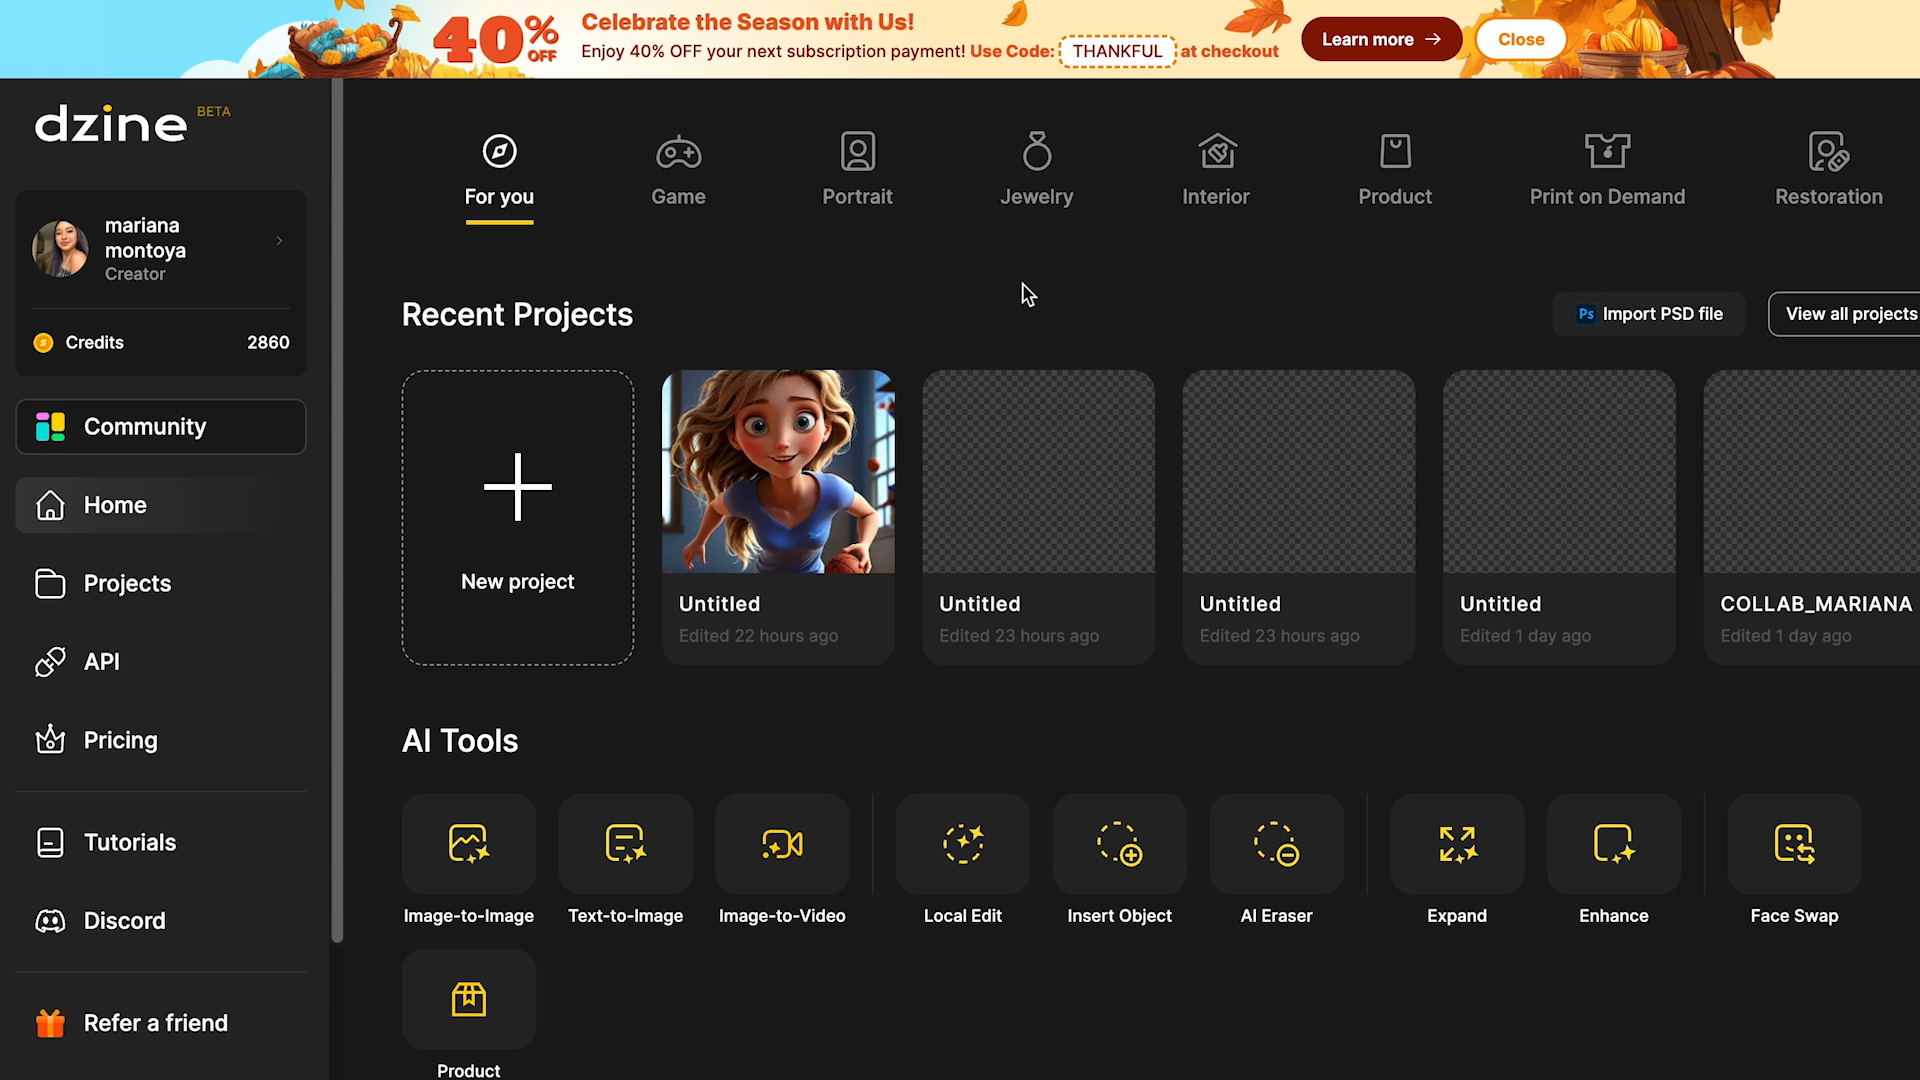 40% OFF
Celebrate the Season with Us!
Enjoy 40% OFF your next subscription payment! Use Code: THANKFUL at checkout
Learn more →
Close
dzine BETA
mariana
montoya
Creator
Credits 2860
Community
Home
Projects
API
Pricing
Tutorials
Discord
Refer a friend
For you
Game
Portrait
Jewelry
Interior
Product
Print on Demand
Restoration
Recent Projects
Ps Import PSD file
View all projects
New project
Untitled
Edited 22 hours ago
Untitled
Edited 23 hours ago
Untitled
Edited 23 hours ago
Untitled
Edited 1 day ago
COLLAB_MARIANA
Edited 1 day ago
AI Tools
Image-to-Image
Text-to-Image
Image-to-Video
Local Edit
Insert Object
AI Eraser
Expand
Enhance
Face Swap
Product